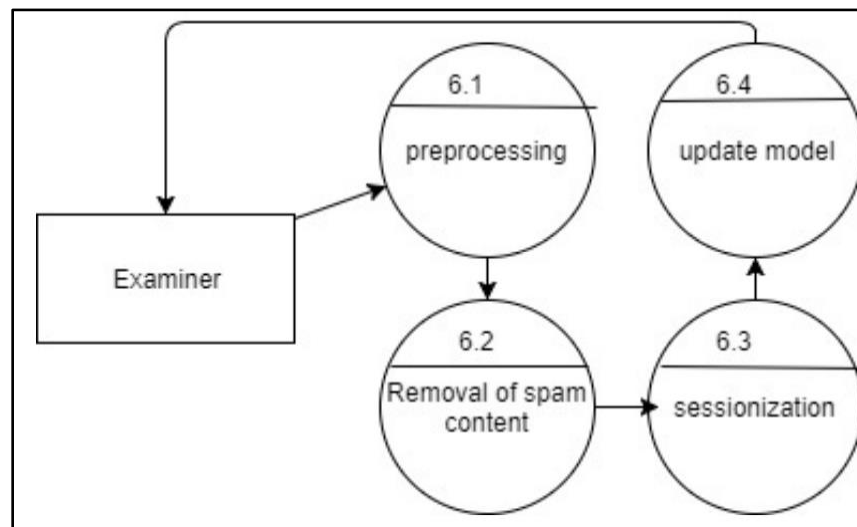 6.1
preprocessing
6.4
update model
Examiner
6.2
Removal of spam
content
6.3
sessionization